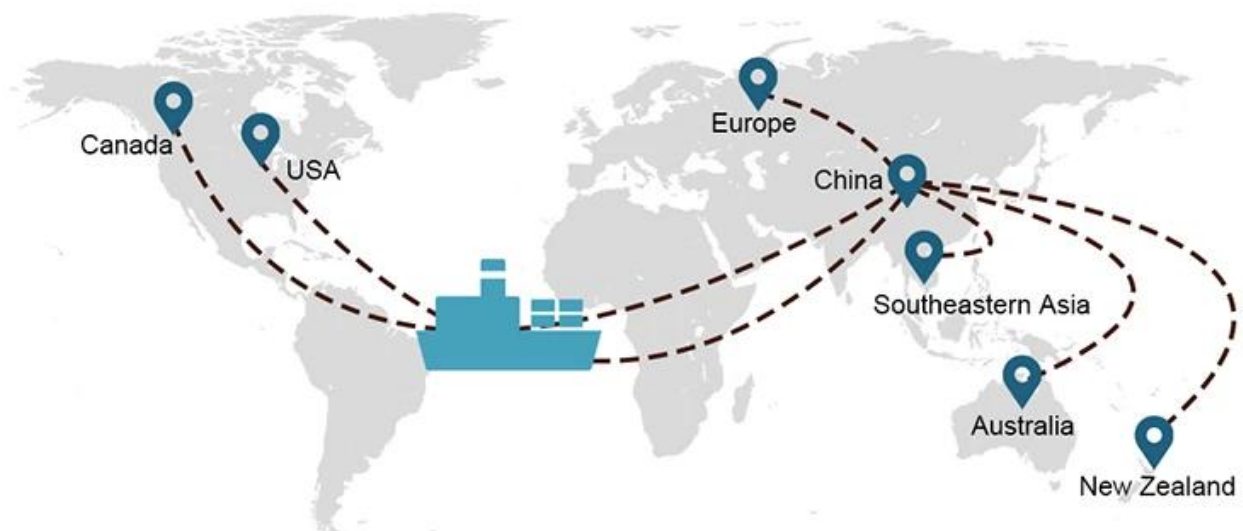 Canada
USA
Europe
China
Southeastern Asia
Australia
New Zealand